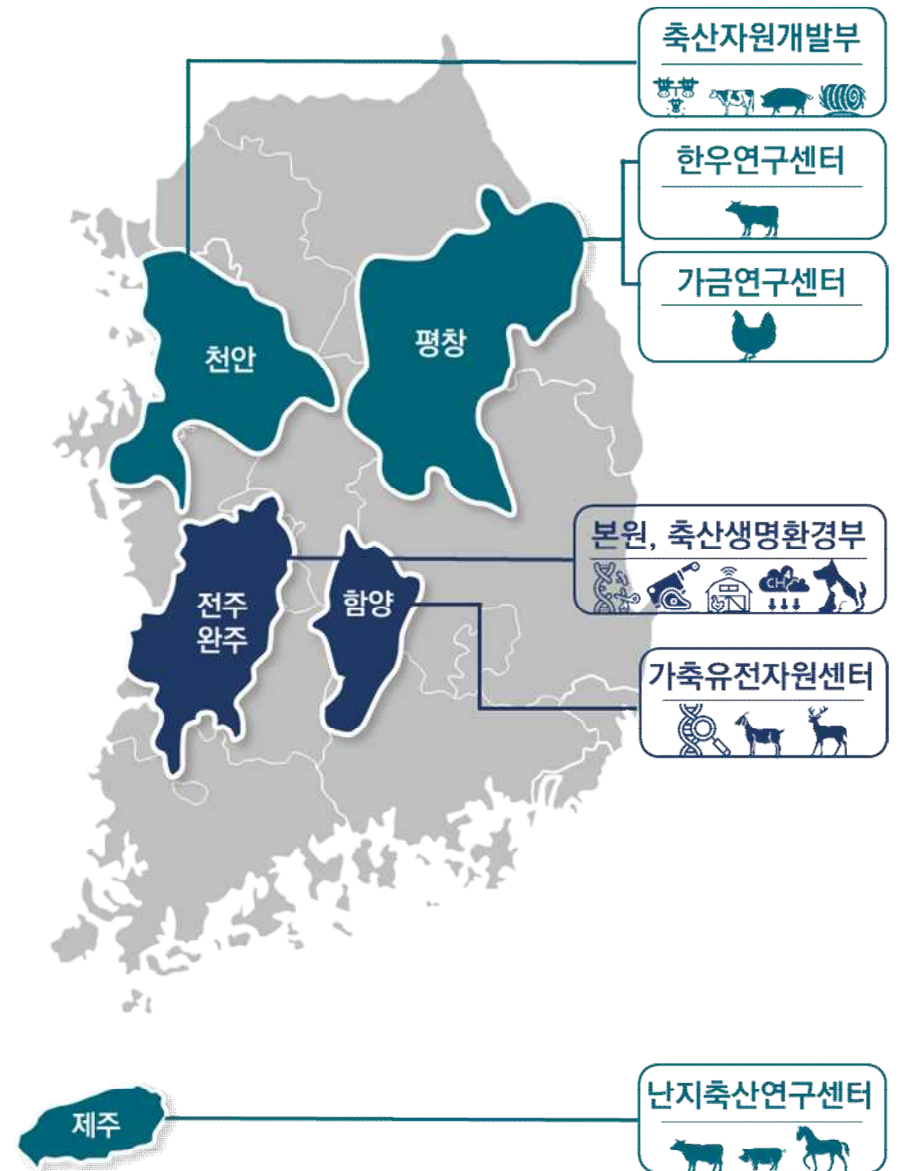 축산자원개발부
한우연구센터
가금연구센터
천안
평창
본원, 축산생명환경부
전주
완주
함양
CH4
가축유전자원센터
제주
난지축산연구센터